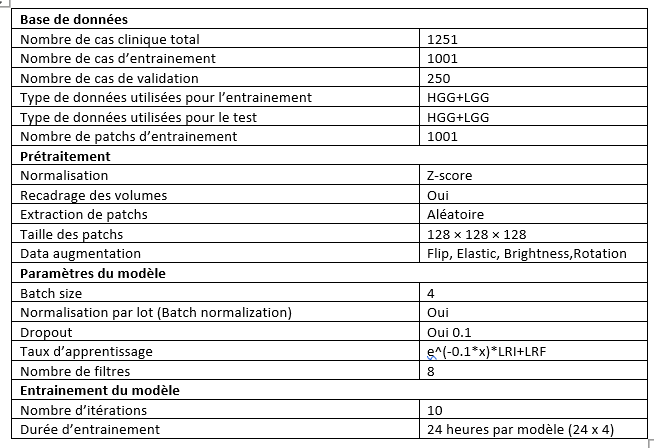 Base de données
Nombre de cas clinique total 1251
Nombre de cas d’entrainement 1001
Nombre de cas de validation 250
Type de données utilisées pour l’entrainement HGG+LGG
Type de données utilisées pour le test HGG+LGG
Nombre de patchs d’entrainement 1001
Prétraitement
Normalisation Z-score
Recadrage des volumes Oui
Extraction de patchs Aléatoire
Taille des patchs 128 × 128 × 128
Data augmentation Flip, Elastic, Brightness,Rotation
Paramètres du modèle
Batch size 4
Normalisation par lot (Batch normalization) Oui
Dropout Oui 0.1
Taux d’apprentissage e^(-0.1*x)*LRI+LRF
Nombre de filtres 8
Entrainement du modèle
Nombre d’itérations 10
Durée d’entrainement 24 heures par modèle (24 x 4)